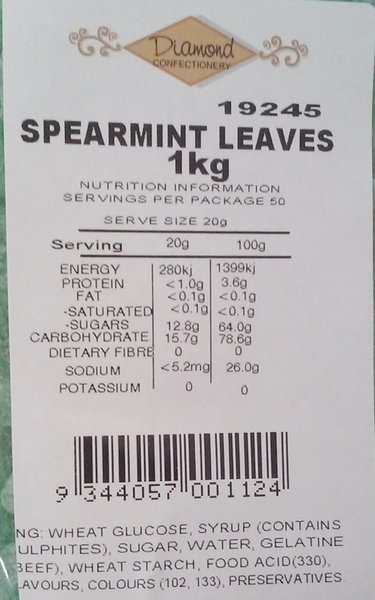 Diamond
CONFECTIONERY
19245
SPEARMINT LEAVES
1kg
NUTRITION INFORMATION
SERVINGS PER PACKAGE 50
SERVE SIZE 20g
Serving 20g 100g
ENERGY 280kj 1399kj
PROTEIN <1.0g 3.6g
FAT <0.1g <0.1g
-SATURATED <0.1g <0.1g
-SUGARS 12.8g 64.0g
CARBOHYDRATE 15.7g 78.6g
DIETARY FIBRE 0 0
SODIUM <5.2mg 26.0g
POTASSIUM 0 0
9 344057 001124
NG: WHEAT GLUCOSE, SYRUP (CONTAINS
ULPHITES), SUGAR, WATER, GELATINE
BEEF), WHEAT STARCH, FOOD ACID(330),
AVOURS, COLOURS (102, 133), PRESERVATIVES